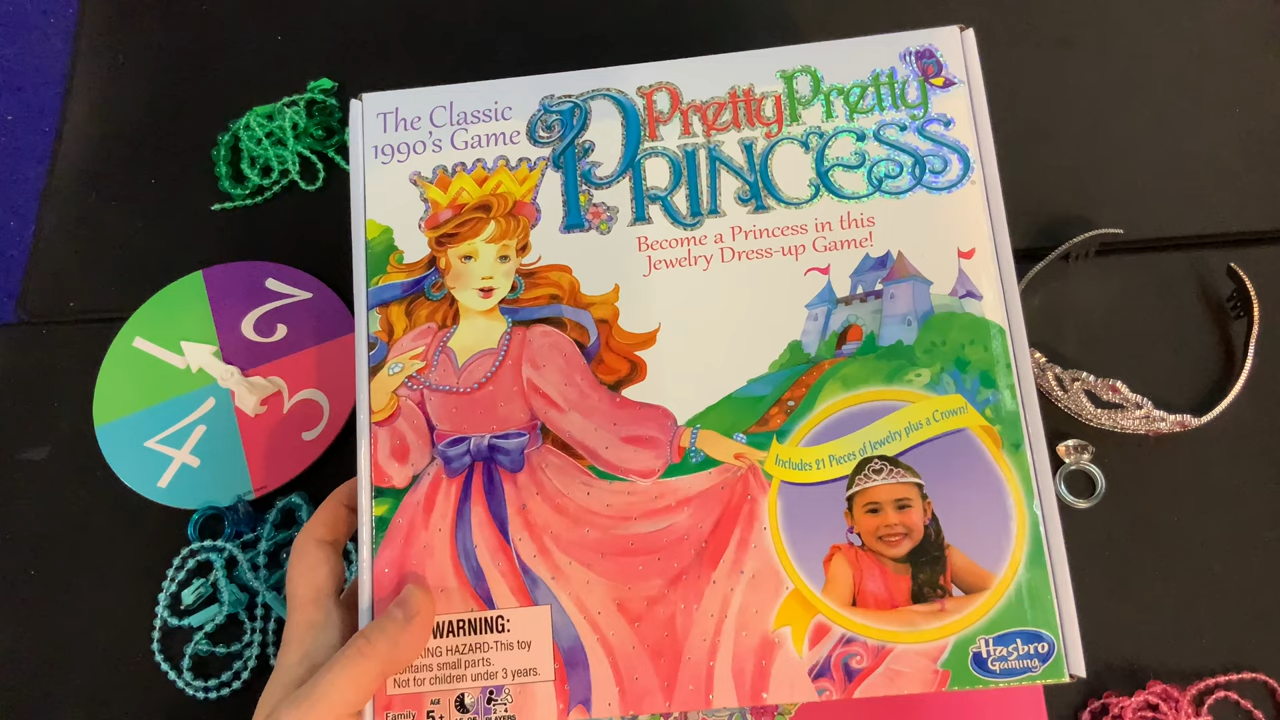 The Classic
1990's Game
Pretty Pretty
PRINCESS
Become a Princess in this
Jewelry Dress-up Game!
2
3
4
Includes 21 Pieces of Jewelry plus a Crown!
WARNING:
HAZARD-This toy
small parts.
Not for children under 3 years.
Hasbro
Gaming
AGE
Family
5+
2-4
PLAYERS